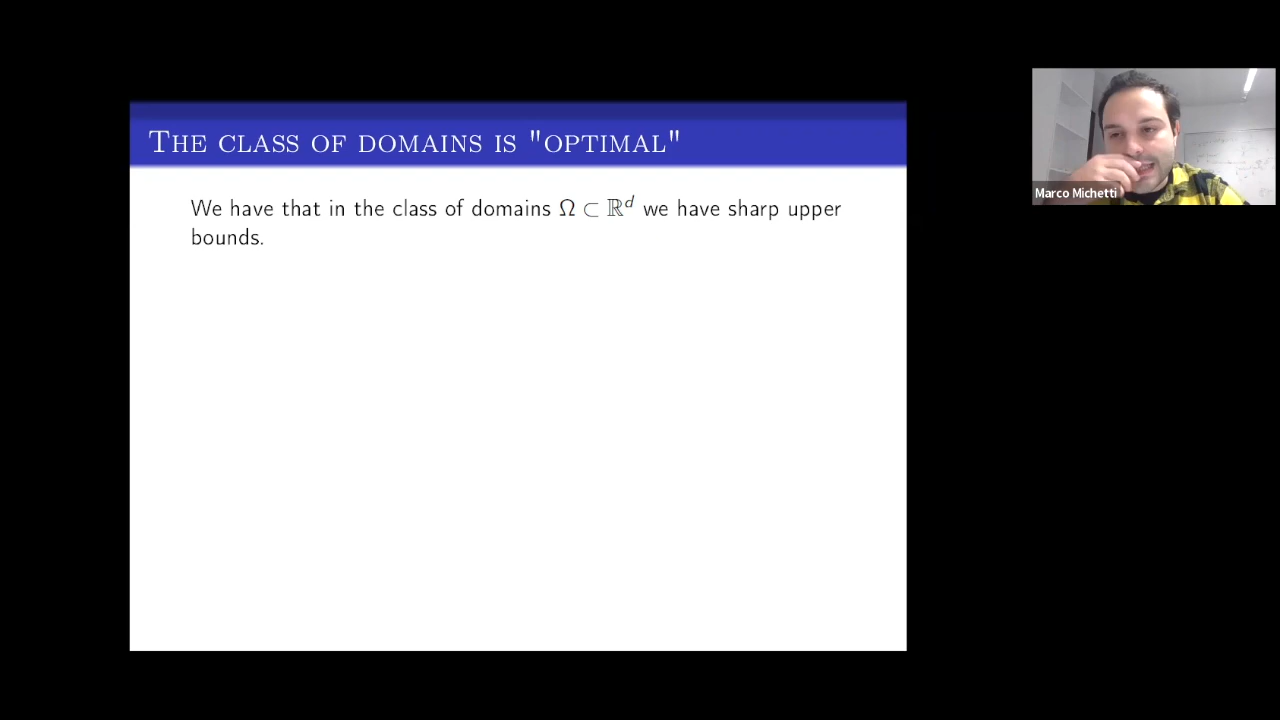 THE CLASS OF DOMAINS IS "OPTIMAL"
We have that in the class of domains Ω ⊂ ℝᵈ we have sharp upper
bounds.
Marco Michetti